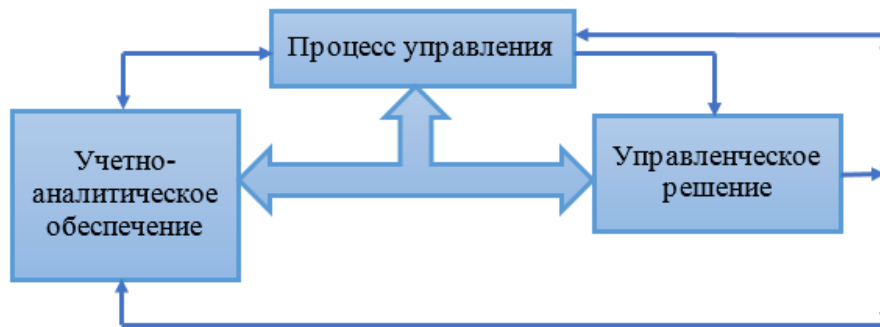 Процесс управления
Учетно-
аналитическое
обеспечение
Управленческое
решение